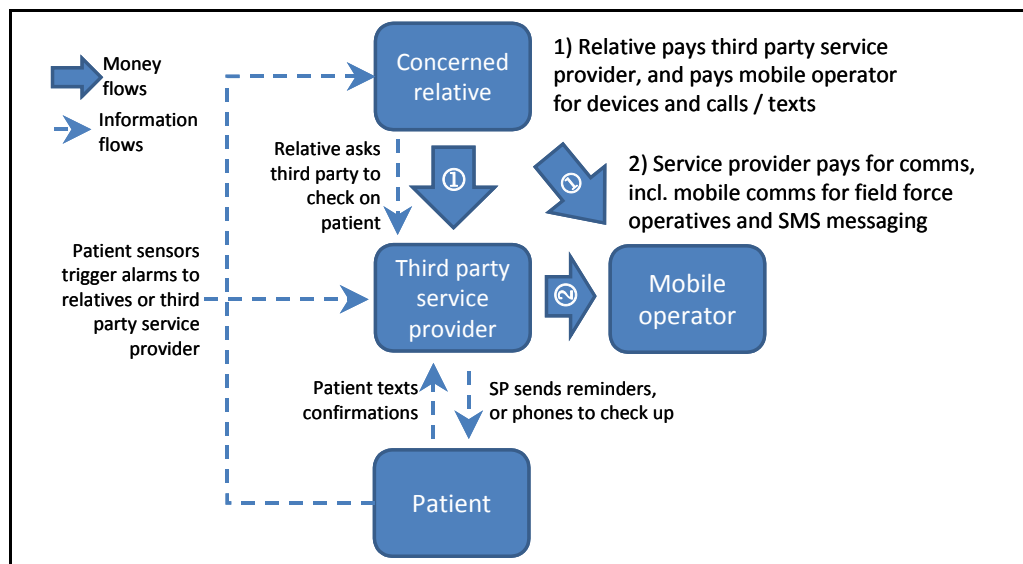 Money
flows
Information
flows
Concerned
relative
1) Relative pays third party service
provider, and pays mobile operator
for devices and calls / texts
Relative asks
third party to
check on
patient
①
①
2) Service provider pays for comms,
incl. mobile comms for field force
operatives and SMS messaging
Patient sensors
trigger alarms to
relatives or third
party service
provider
Third party
service
provider
②
Mobile
operator
Patient texts
confirmations
SP sends reminders,
or phones to check up
Patient